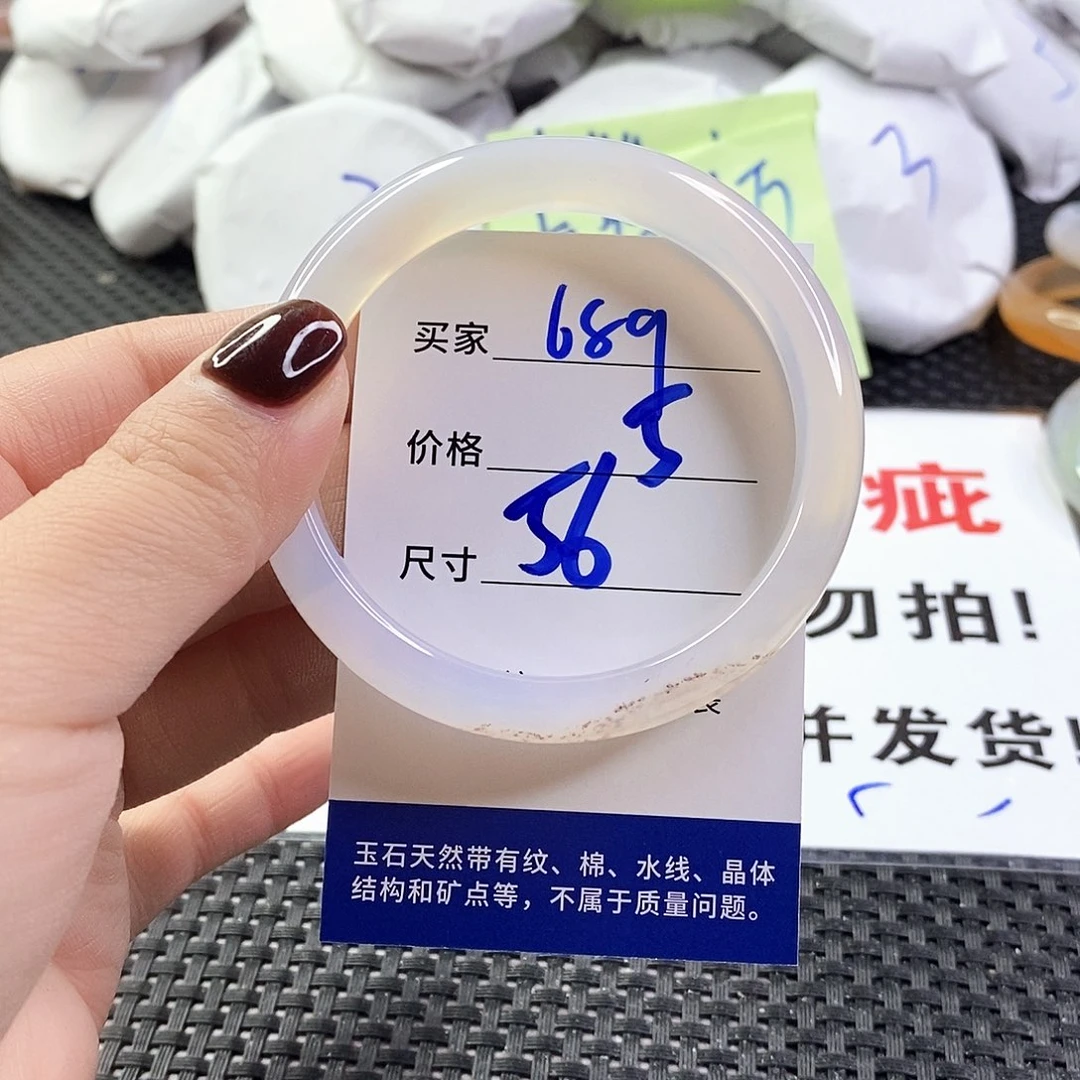 3
买家 689
价格 5
尺寸 56
玉石天然带有纹、棉、水线、晶体
结构和矿点等，不属于质量问题。
疵
勿拍!
并发货!